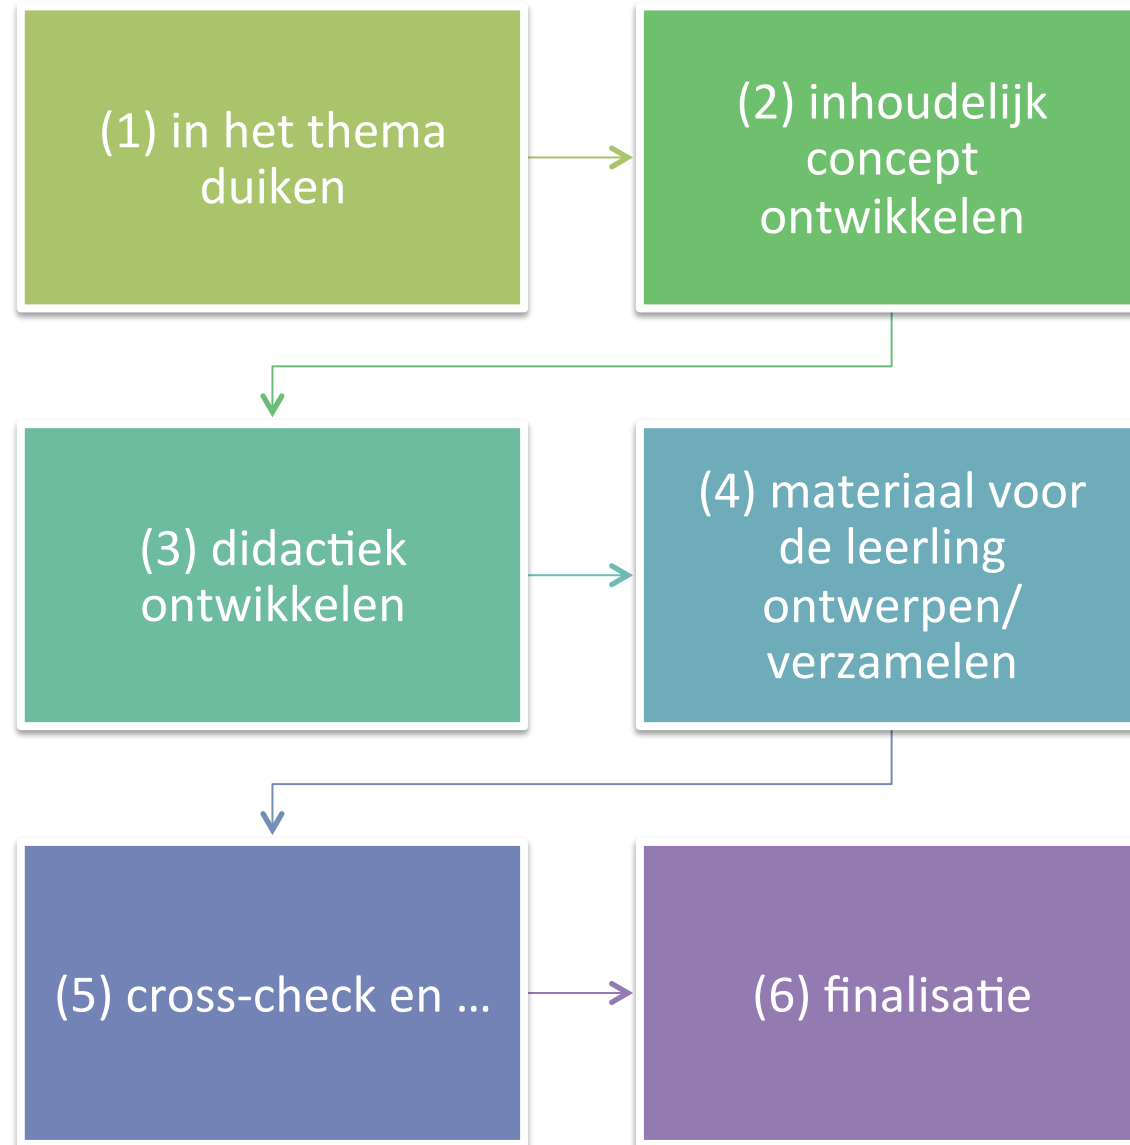 (1) in het thema
duiken
(2) inhoudelijk
concept
ontwikkelen
(3) didactiek
ontwikkelen
(4) materiaal voor
de leerling
ontwerpen/
verzamelen
(5) cross-check en ...
(6) finalisatie